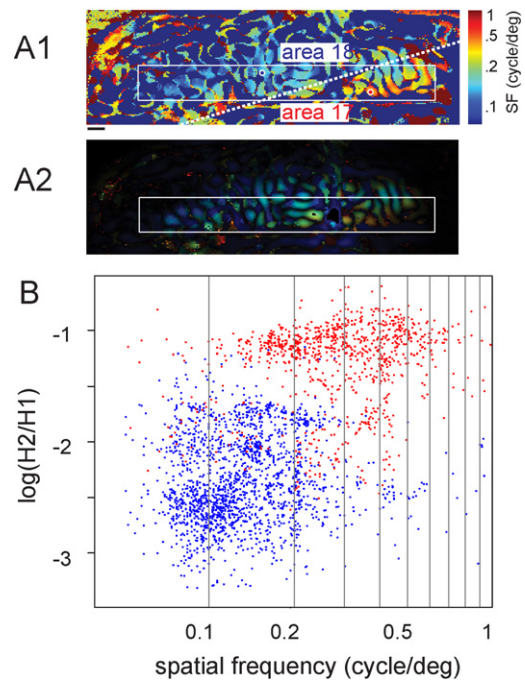 A1
area 18
area 17
1
.5
.2
.1
SF (cycle/deg)
A2
B
-1
-2
-3
log(H2/H1)
0.1 0.2 0.5 1
spatial frequency (cycle/deg)